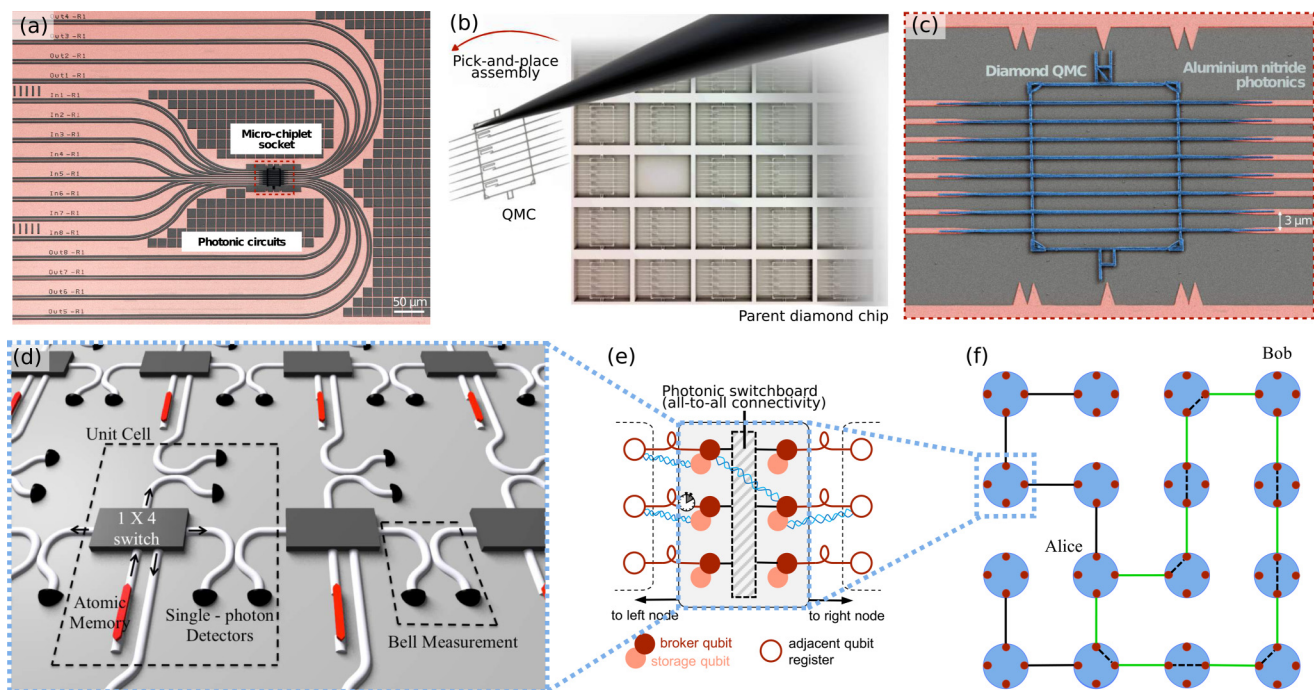 (a)
Out4-R1
Out3-R1
Out2-R1
Out1-R1
In1-R1
In2-R1
In3-R1
In4-R1
In5-R1
In6-R1
In7-R1
In8-R1
Out8-R1
Out7-R1
Out6-R1
Out5-R1
Micro-chiplet
socket
Photonic circuits
50 μm
(b)
Pick-and-place
assembly
QMC
Parent diamond chip
(c)
Diamond QMC
Aluminium nitride
photonics
3 μm
(d)
Unit Cell
1 X 4
switch
Atomic
Memory
Single - photon
Detectors
Bell Measurement
(e)
Photonic switchboard
(all-to-all connectivity)
to left node
to right node
broker qubit
storage qubit
adjacent qubit
register
(f)
Bob
Alice